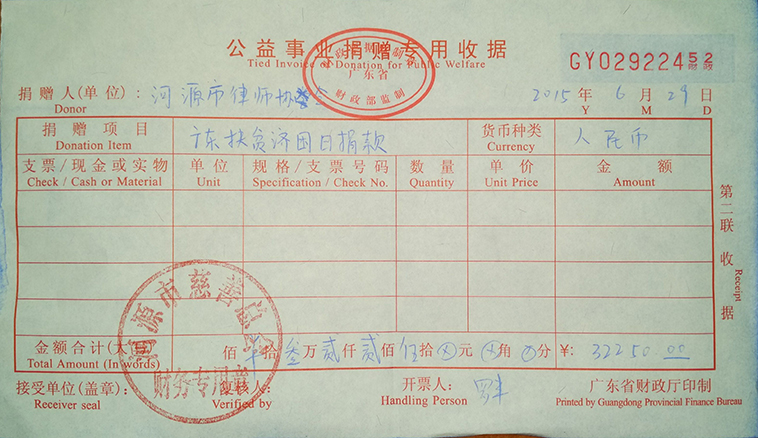 公益事业捐赠专用收据
Tied Invoice of Donation for Public Welfare
广东省
财政部监制
GY02922452
捐赠人(单位): 河源市律师协会 2015 年 6 月 29 日
Donor Y M D
捐赠项目 广东扶贫济困日捐款 货币种类 人民币
Donation Item Currency
支票/现金或实物 单位 规格/支票号码 数量 单价 金额
Check / Cash or Material Unit Specification / Check No. Quantity Unit Price Amount
第二联 收据
Receipt
河源市慈善总会
财务专用章
金额合计(大写) 佰 拾 叁万 贰仟 贰佰 伍拾 元 角 分 ¥: 32250.00
Total Amount (In words)
接受单位(盖章): 复核人: 开票人:
Receiver seal Verified by Handling Person
广东省财政厅印制
Printed by Guangdong Provincial Finance Bureau